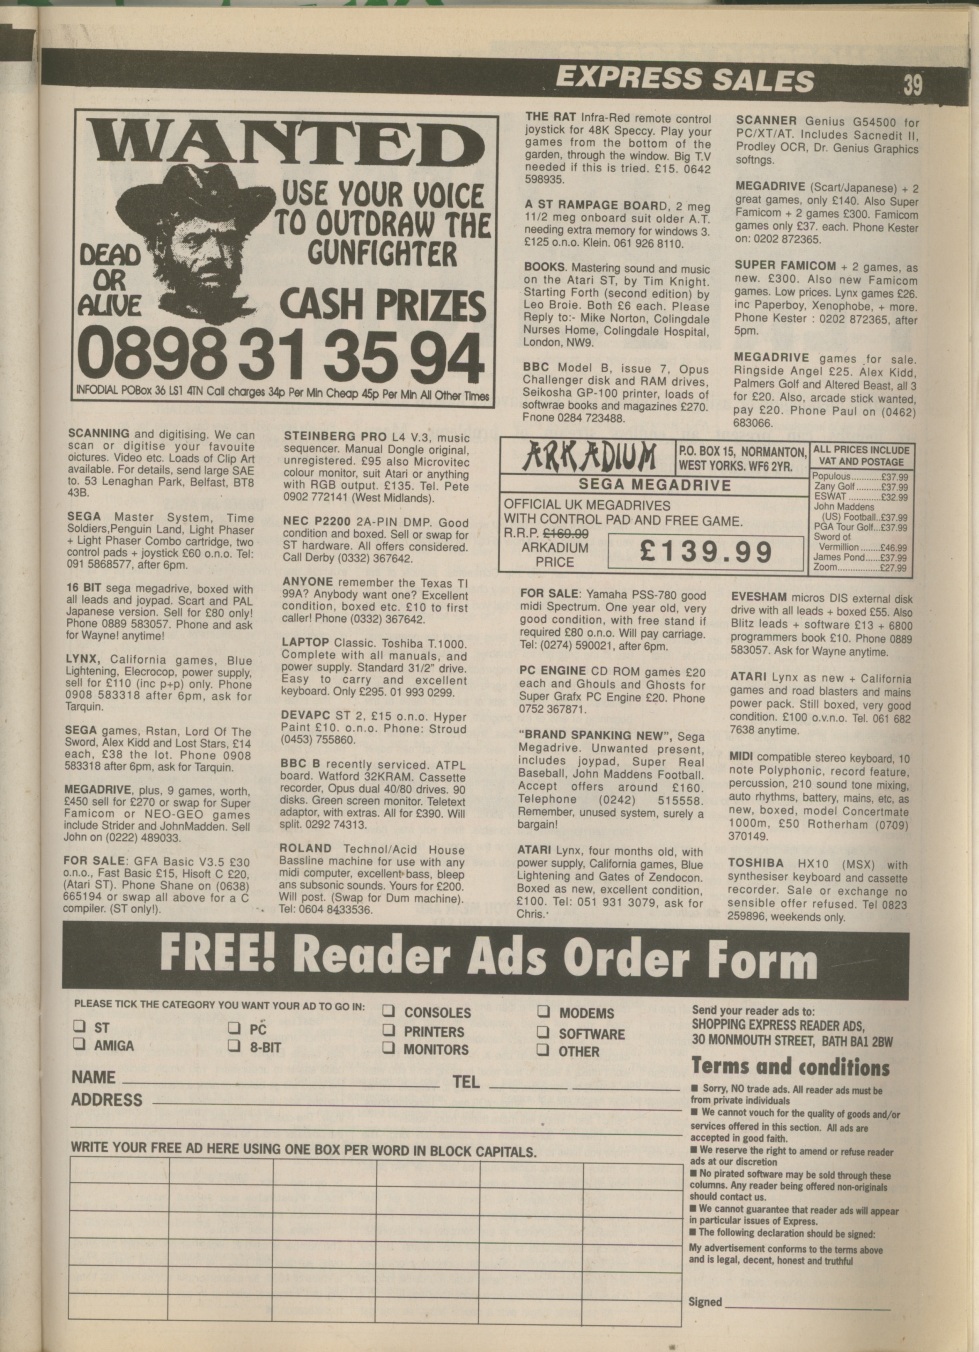 EXPRESS SALES
39
WANTED
USE YOUR VOICE
TO OUTDRAW THE
GUNFIGHTER
DEAD
OR
ALIVE
CASH PRIZES
0898 31 35 94
INFODIAL POBox 36 LS1 4TN Call charges 34p Per Min Cheap 45p Per Min All Other Times
SCANNING and digitising. We can
scan or digitise your favouite
oictures. Video etc. Loads of Clip Art
available. For details, send large SAE
to. 53 Lenaghan Park, Belfast, BT8
43B.
SEGA Master System, Time
Soldiers,Penguin Land, Light Phaser
+ Light Phaser Combo cartridge, two
control pads + joystick £60 o.n.o. Tel:
091 5868577, after 6pm.
16 BIT sega megadrive, boxed with
all leads and joypad. Scart and PAL
Japanese version. Sell for £80 only!
Phone 0889 583057. Phone and ask
for Wayne! anytime!
LYNX, California games, Blue
Lightening, Elecrocop, power supply,
sell for £110 (inc p+p) only. Phone
0908 583318 after 6pm, ask for
Tarquin.
SEGA games, Rstan, Lord Of The
Sword, Alex Kidd and Lost Stars, £14
each, £38 the lot. Phone 0908
583318 after 6pm, ask for Tarquin.
MEGADRIVE, plus, 9 games, worth,
£450 sell for £270 or swap for Super
Famicom or NEO-GEO games
include Strider and JohnMadden. Sell
John on (0222) 489033.
FOR SALE: GFA Basic V3.5 £30
o.n.o., Fast Basic £15, Hisoft C £20,
(Atari ST). Phone Shane on (0638)
665194 or swap all above for a C
compiler. (ST only!).
STEINBERG PRO L4 V.3, music
sequencer. Manual Dongle original,
unregistered. £95 also Microvitec
colour monitor, suit Atari or anything
with RGB output. £135. Tel. Pete
0902 772141 (West Midlands).
NEC P2200 2A-PIN DMP. Good
condition and boxed. Sell or swap for
ST hardware. All offers considered.
Call Derby (0332) 367642.
ANYONE remember the Texas TI
99A? Anybody want one? Excellent
condition, boxed etc. £10 to first
caller! Phone (0332) 367642.
LAPTOP Classic. Toshiba T.1000.
Complete with all manuals, and
power supply. Standard 31/2" drive.
Easy to carry and excellent
keyboard. Only £295. 01 993 0299.
DEVAPC ST 2, £15 o.n.o. Hyper
Paint £10. o.n.o. Phone: Stroud
(0453) 755860.
BBC B recently serviced. ATPL
board. Watford 32KRAM. Cassette
recorder, Opus dual 40/80 drives. 90
disks. Green screen monitor. Teletext
adaptor, with extras. All for £390. Will
split. 0292 74313.
ROLAND Technol/Acid House
Bassline machine for use with any
midi computer, excellent bass, bleep
ans subsonic sounds. Yours for £200.
Will post. (Swap for Dum machine).
Tel: 0604 8433536.
THE RAT Infra-Red remote control
joystick for 48K Speccy. Play your
games from the bottom of the
garden, through the window. Big T.V
needed if this is tried. £15. 0642
598935.
A ST RAMPAGE BOARD, 2 meg
11/2 meg onboard suit older A.T.
needing extra memory for windows 3.
£125 o.n.o. Klein. 061 926 8110.
BOOKS. Mastering sound and music
on the Atari ST, by Tim Knight.
Starting Forth (second edition) by
Leo Broie. Both £6 each. Please
Reply to:- Mike Norton, Colingdale
Nurses Home, Colingdale Hospital,
London, NW9.
BBC Model B, issue 7, Opus
Challenger disk and RAM drives,
Seikosha GP-100 printer, loads of
softwrae books and magazines £270.
Fnone 0284 723488.
SCANNER Genius G54500 for
PC/XT/AT. Includes Sacnedit II,
Prodley OCR, Dr. Genius Graphics
softngs.
MEGADRIVE (Scart/Japanese) + 2
great games, only £140. Also Super
Famicom + 2 games £300. Famicom
games only £37. each. Phone Kester
on: 0202 872365.
SUPER FAMICOM + 2 games, as
new. £300. Also new Famicom
games. Low prices. Lynx games £26.
inc Paperboy, Xenophobe, + more.
Phone Kester : 0202 872365, after
5pm.
MEGADRIVE games for sale.
Ringside Angel £25. Alex Kidd,
Palmers Golf and Altered Beast, all 3
for £20. Also, arcade stick wanted,
pay £20. Phone Paul on (0462)
683066.
ARKADIUM
P.O. BOX 15, NORMANTON,
WEST YORKS. WF6 2YR.
SEGA MEGADRIVE
OFFICIAL UK MEGADRIVES
WITH CONTROL PAD AND FREE GAME.
R.R.P. £169.99
ARKADIUM
PRICE
£139.99
ALL PRICES INCLUDE
VAT AND POSTAGE
Populous..............£37.99
Zany Golf.............£37.99
ESWAT ...............£32.99
John Maddens
(US) Football..£37.99
PGA Tour Golf...£37.99
Sword of
Vermillion ........£46.99
James Pond.......£37.99
Zoom..................£27.99
FOR SALE: Yamaha PSS-780 good
midi Spectrum. One year old, very
good condition, with free stand if
required £80 o.n.o. Will pay carriage.
Tel: (0274) 590021, after 6pm.
PC ENGINE CD ROM games £20
each and Ghouls and Ghosts for
Super Grafx PC Engine £20. Phone
0752 367871.
"BRAND SPANKING NEW", Sega
Megadrive. Unwanted present,
includes joypad, Super Real
Baseball, John Maddens Football.
Accept offers around £160.
Telephone (0242) 515558.
Remember, unused system, surely a
bargain!
ATARI Lynx, four months old, with
power supply, California games, Blue
Lightening and Gates of Zendocon.
Boxed as new, excellent condition,
£100. Tel: 051 931 3079, ask for
Chris.
EVESHAM micros DIS external disk
drive with all leads + boxed £55. Also
Blitz leads + software £13 + 6800
programmers book £10. Phone 0889
583057. Ask for Wayne anytime.
ATARI Lynx as new + California
games and road blasters and mains
power pack. Still boxed, very good
condition. £100 o.v.n.o. Tel. 061 682
7638 anytime.
MIDI compatible stereo keyboard, 10
note Polyphonic, record feature,
percussion, 210 sound tone mixing,
auto rhythms, battery, mains, etc, as
new, boxed, model Concertmate
1000m, £50 Rotherham (0709)
370149.
TOSHIBA HX10 (MSX) with
synthesiser keyboard and cassette
recorder. Sale or exchange no
sensible offer refused. Tel 0823
259896, weekends only.
FREE! Reader Ads Order Form
PLEASE TICK THE CATEGORY YOU WANT YOUR AD TO GO IN:
ST
AMIGA
PC
8-BIT
CONSOLES
PRINTERS
MONITORS
MODEMS
SOFTWARE
OTHER
NAME
TEL
ADDRESS
WRITE YOUR FREE AD HERE USING ONE BOX PER WORD IN BLOCK CAPITALS.
Send your reader ads to:
SHOPPING EXPRESS READER ADS,
30 MONMOUTH STREET, BATH BA1 2BW
Terms and conditions
■ Sorry, NO trade ads. All reader ads must be
from private individuals
■ We cannot vouch for the quality of goods and/or
services offered in this section. All ads are
accepted in good faith.
■ We reserve the right to amend or refuse reader
ads at our discretion
■ No pirated software may be sold through these
columns. Any reader being offered non-originals
should contact us.
■ We cannot guarantee that reader ads will appear
in particular issues of Express.
■ The following declaration should be signed:
My advertisement conforms to the terms above
and is legal, decent, honest and truthful
Signed